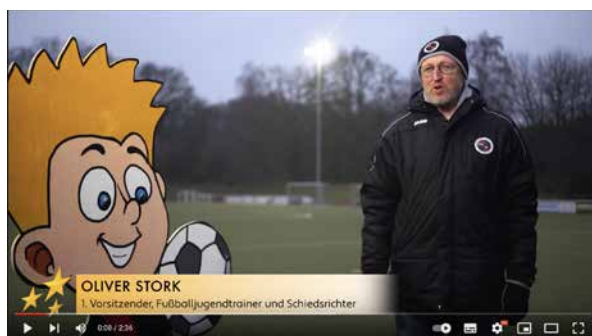 OLIVER STORK
1. Vorsitzender, Fußballjugendtrainer und Schiedsrichter
0:08 / 2:36